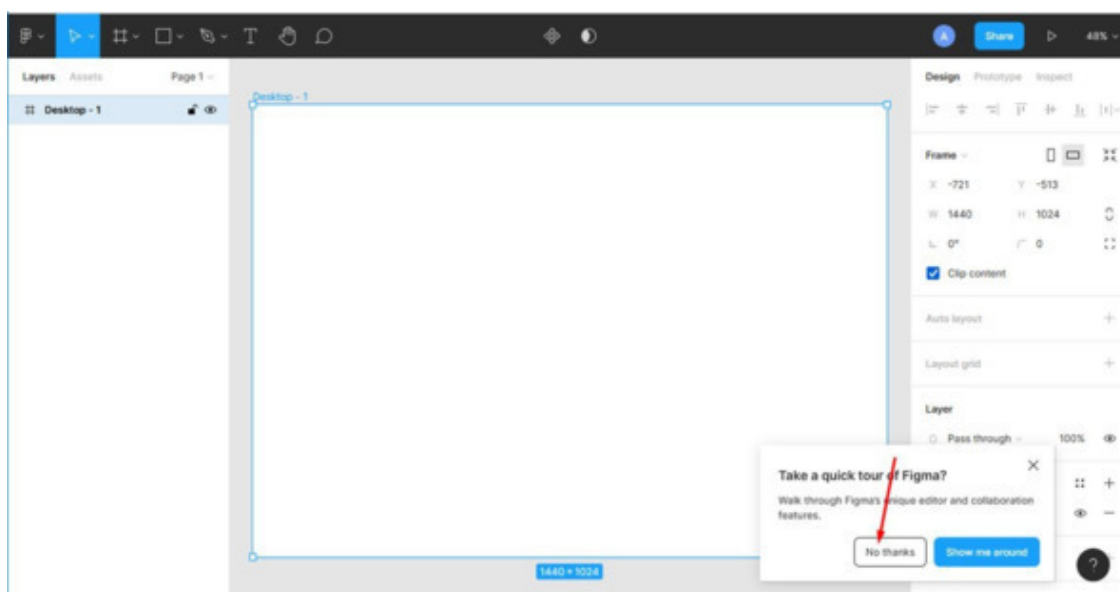 Share
48%
Layers Assets Page 1
Desktop - 1
Desktop - 1
1440 × 1024
Design Prototype Inspect
Frame
X -721 Y -513
W 1440 H 1024
0° 0
Clip content
Auto layout
Layout grid
Layer
Pass through 100%
Take a quick tour of Figma?
Walk through Figma's unique editor and collaboration
features.
No thanks Show me around
?